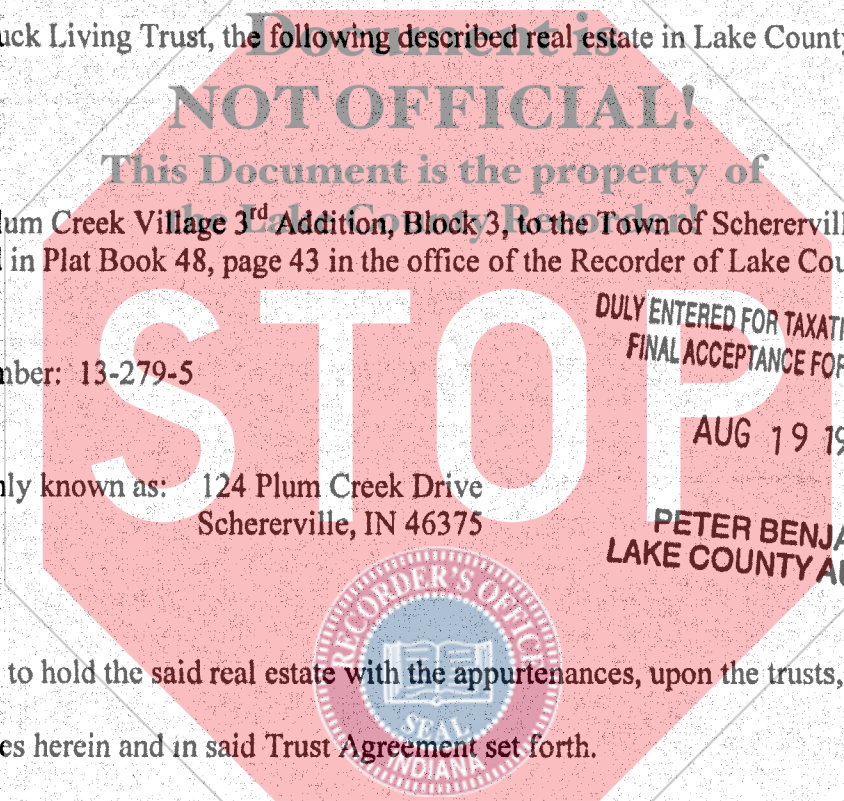 Document is
uck Living Trust, the following described real estate in Lake County
NOT OFFICIAL!
This Document is the property of
the Lake County Recorder!
lum Creek Village 3rd Addition, Block 3, to the Town of Scherervill
in Plat Book 48, page 43 in the office of the Recorder of Lake Cou
DULY ENTERED FOR TAXATI
FINAL ACCEPTANCE FOR
STOP
mber: 13-279-5
AUG 19 19
nly known as: 124 Plum Creek Drive
Schererville, IN 46375
PETER BENJA
LAKE COUNTY AU
RECORDER'S OFFICE
to hold the said real estate with the appurtenances, upon the trusts,
SEAL
es herein and in said Trust Agreement set forth.
INDIANA